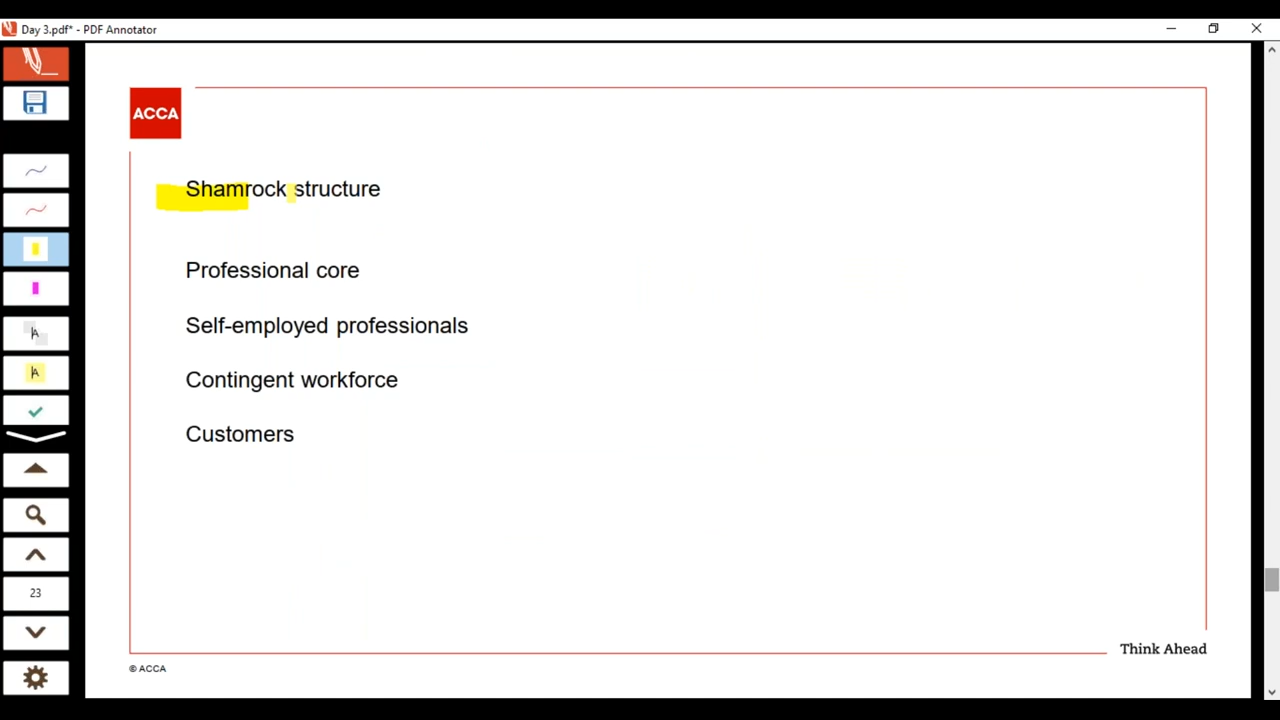 Day 3.pdf* - PDF Annotator
ACCA
Shamrock structure
Professional core
Self-employed professionals
Contingent workforce
Customers
A
A
23
Think Ahead
© ACCA